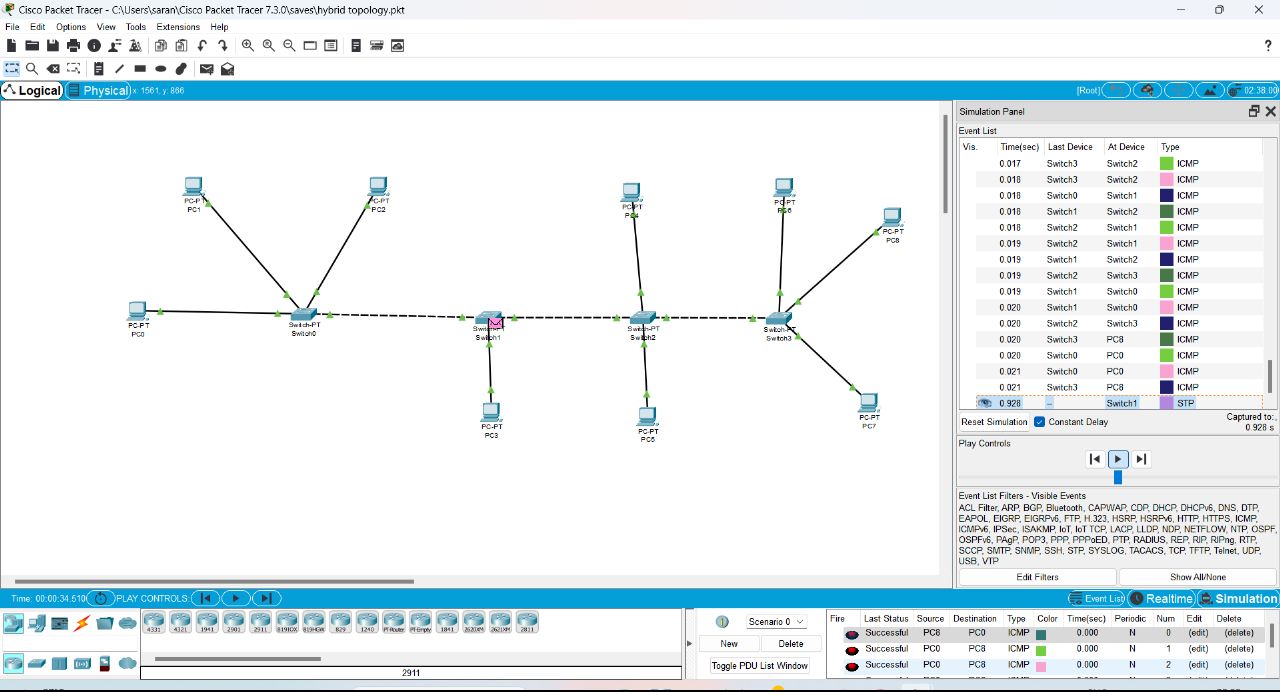 Cisco Packet Tracer - C:\Users\saran\Cisco Packet Tracer 7.3.0\saves\hybrid topology.pkt
File Edit Options View Tools Extensions Help
?
Logical Physical x: 1561, y: 866 [Root] 02:38:00
Simulation Panel
Event List
Vis. Time(sec) Last Device At Device Type
0.017 Switch3 Switch2 ICMP
0.018 Switch3 Switch2 ICMP
0.018 Switch0 Switch1 ICMP
0.018 Switch1 Switch2 ICMP
0.018 Switch2 Switch1 ICMP
0.019 Switch2 Switch1 ICMP
0.019 Switch1 Switch2 ICMP
0.019 Switch2 Switch3 ICMP
0.019 Switch1 Switch0 ICMP
0.020 Switch1 Switch0 ICMP
0.020 Switch2 Switch3 ICMP
0.020 Switch3 PC8 ICMP
0.020 Switch0 PC0 ICMP
0.021 Switch0 PC0 ICMP
0.021 Switch3 PC8 ICMP
0.928 -- Switch1 STP
Reset Simulation Constant Delay Captured to:
0.928 s
Play Controls
Event List Filters - Visible Events
ACL Filter, ARP, BGP, Bluetooth, CAPWAP, CDP, DHCP, DHCPv6, DNS, DTP,
EAPOL, EIGRP, EIGRPv6, FTP, H.323, HSRP, HSRPv6, HTTP, HTTPS, ICMP,
ICMPv6, IPSec, ISAKMP, IoT, IoT TCP, LACP, LLDP, NDP, NETFLOW, NTP, OSPF,
OSPFv6, PAgP, POP3, PPP, PPPoED, PTP, RADIUS, REP, RIP, RIPng, RTP,
SCCP, SMTP, SNMP, SSH, STP, SYSLOG, TACACS, TCP, TFTP, Telnet, UDP,
USB, VTP
Edit Filters Show All/None
PC-PT
PC1
PC-PT
PC2
PC-PT
PC4
PC-PT
PC6
PC-PT
PC8
PC-PT
PC0
Switch-PT
Switch0
Switch-PT
Switch1
Switch-PT
Switch2
Switch-PT
Switch3
PC-PT
PC3
PC-PT
PC5
PC-PT
PC7
Time: 00:00:34.510 PLAY CONTROLS: Event List Realtime Simulation
4331 4321 1941 2901 2911 819IOX 819HGW 829 1240 PT-Router PT-Empty 1841 2620XM 2621XM 2811
2911
Scenario 0
New Delete
Toggle PDU List Window
Fire Last Status Source Destination Type Color Time(sec) Periodic Num Edit Delete
Successful PC8 PC0 ICMP 0.000 N 0 (edit) (delete)
Successful PC0 PC8 ICMP 0.000 N 1 (edit) (delete)
Successful PC0 PC8 ICMP 0.000 N 2 (edit) (delete)